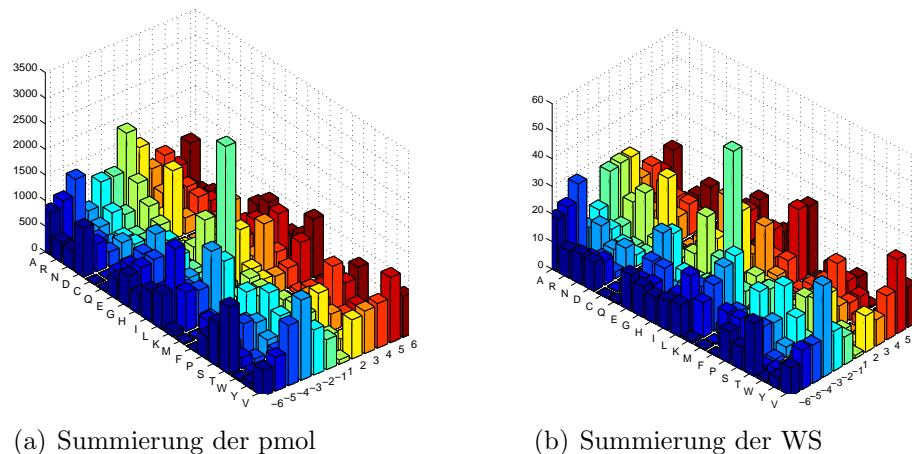 3500
3000
2500
2000
1500
1000
500
0
A R N D C Q E G H I L K M F P S T W Y V
−6 −5 −4 −3 −2 −1 1 2 3 4 5 6
(a) Summierung der pmol
60
50
40
30
20
10
0
A R N D C Q E G H I L K M F P S T W Y V
−6 −5 −4 −3 −2 −1 1 2 3 4 5
(b) Summierung der WS